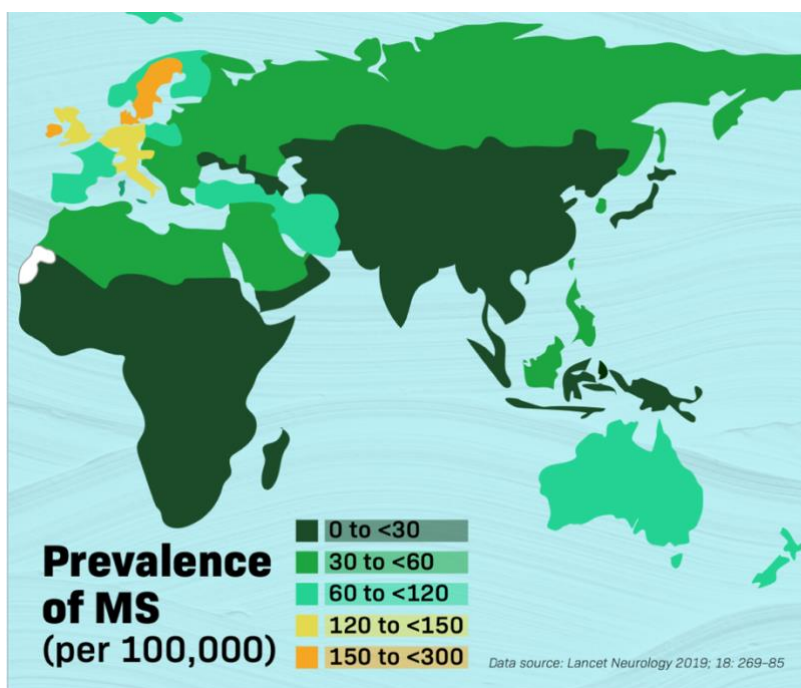 Prevalence
of MS
(per 100,000)
0 to <30
30 to <60
60 to <120
120 to <150
150 to <300
Data source: Lancet Neurology 2019; 18: 269–85